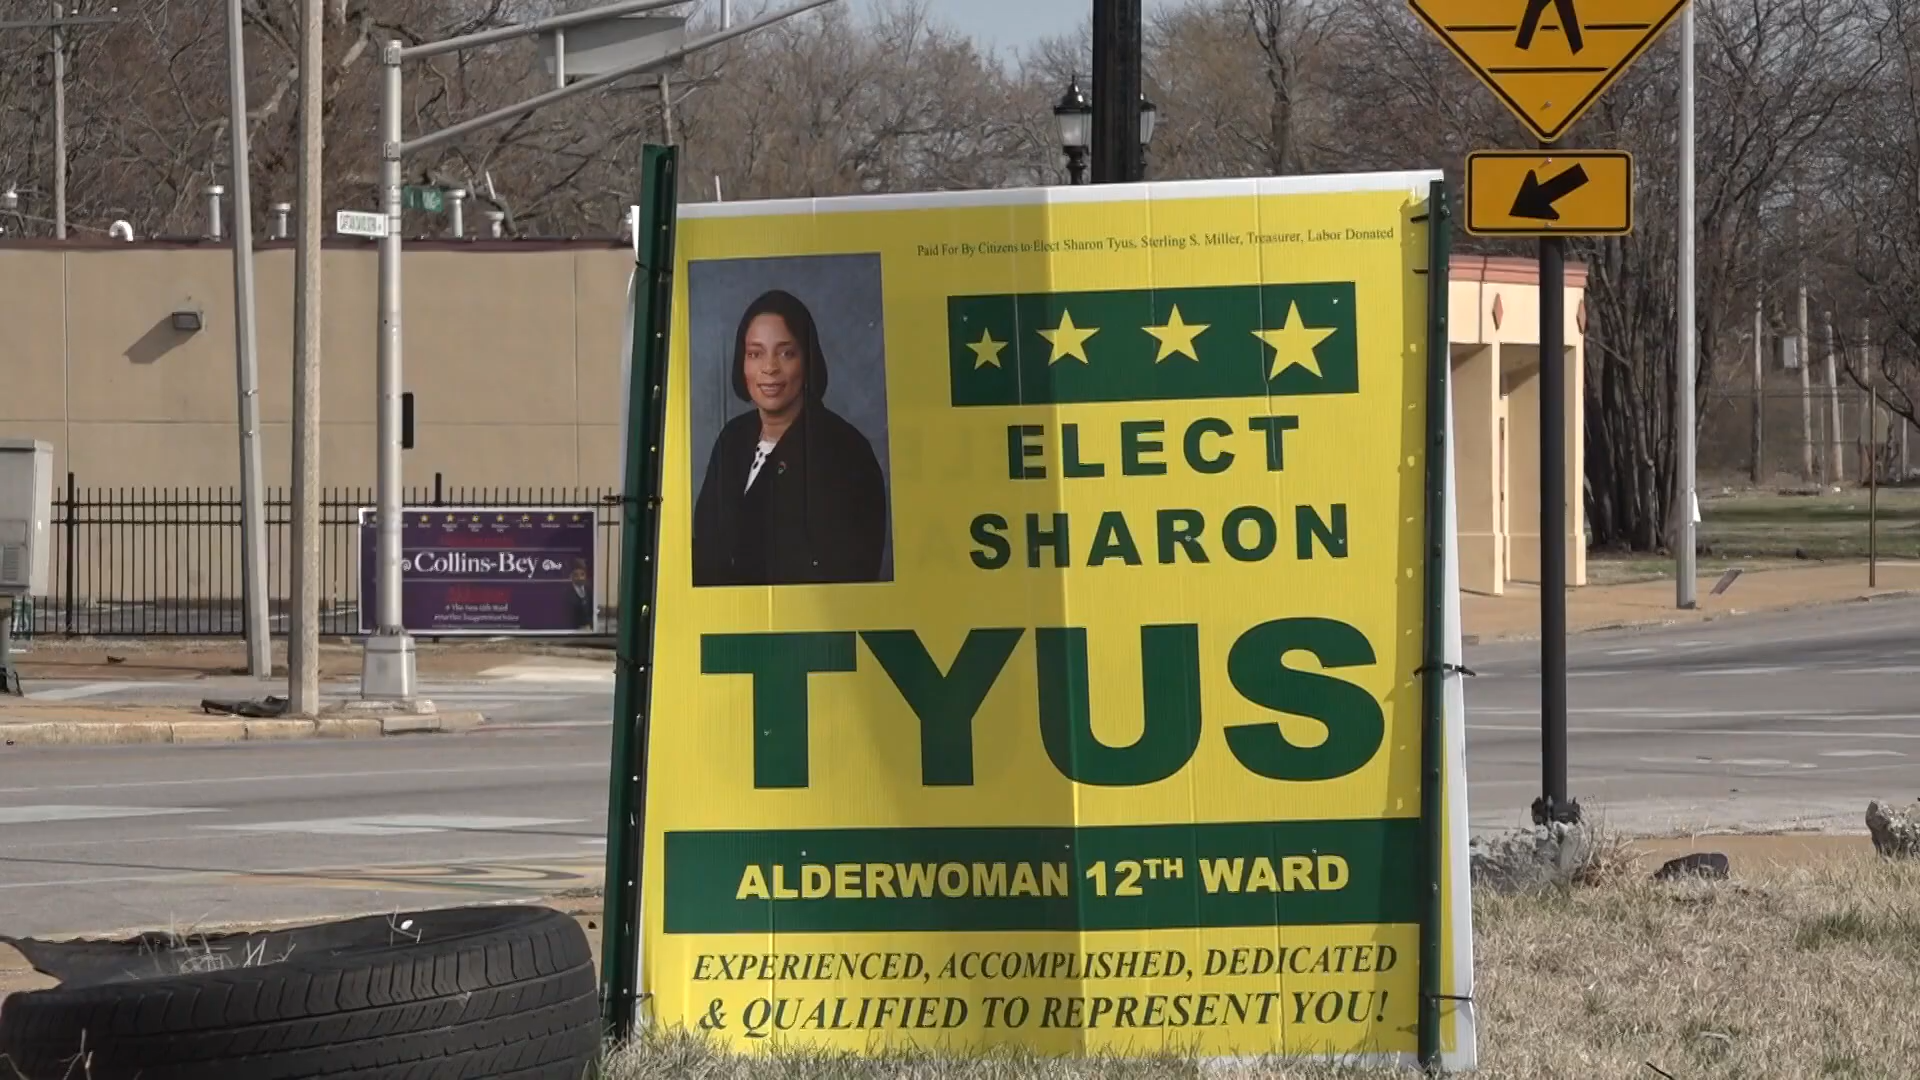 Paid For By Citizens to Elect Sharon Tyus, Sterling S. Miller, Treasurer, Labor Donated
ELECT
SHARON
TYUS
ALDERWOMAN 12TH WARD
EXPERIENCED, ACCOMPLISHED, DEDICATED
& QUALIFIED TO REPRESENT YOU!
Collins-Bey